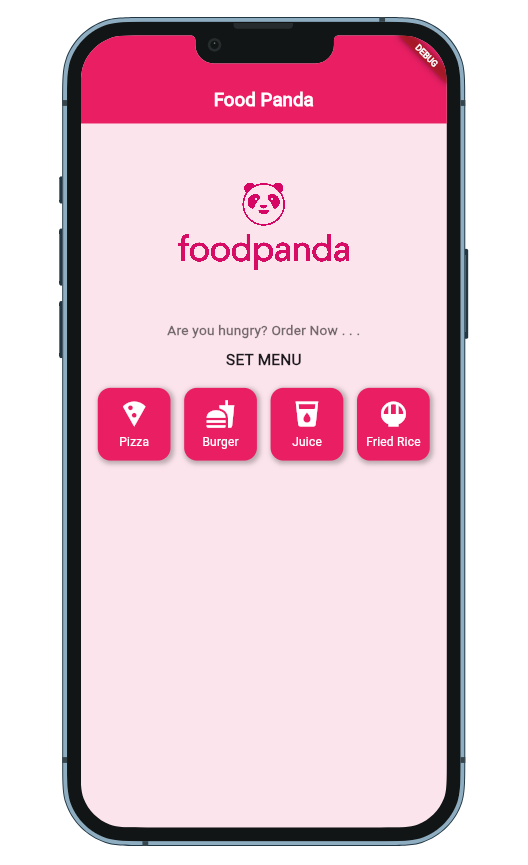 DEBUG
Food Panda
foodpanda
Are you hungry? Order Now . . .
SET MENU
Pizza Burger Juice Fried Rice